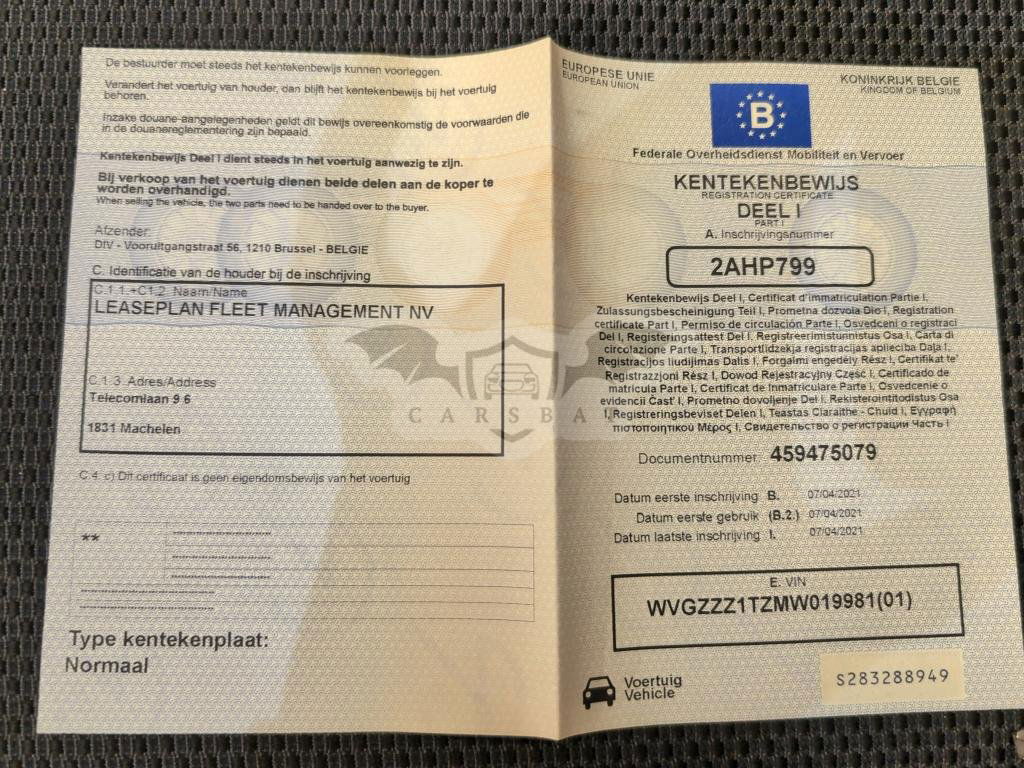 De bestuurder moet steeds het kentekenbewijs kunnen voorleggen.
Verandert het voertuig van houder, dan blijft het kentekenbewijs bij het voertuig
behoren.
Inzake douane-aangelegenheden geldt dit bewijs overeenkomstig de voorwaarden die
in de douanereglementering zijn bepaald.
Kentekenbewijs Deel I dient steeds in het voertuig aanwezig te zijn.
Bij verkoop van het voertuig dienen beide delen aan de koper te
worden overhandigd.
When selling the vehicle, the two parts need to be handed over to the buyer.
Afzender:
DIV - Vooruitgangstraat 56, 1210 Brussel - BELGIE
C. Identificatie van de houder bij de inschrijving
C.1.1.+C1.2. Naam/Name
LEASEPLAN FLEET MANAGEMENT NV
C.1.3. Adres/Address
Telecomlaan 9 6
1831 Machelen
C.4. c) Dit certificaat is geen eigendomsbewijs van het voertuig
**
Type kentekenplaat:
Normaal
EUROPESE UNIE
EUROPEAN UNION
KONINKRIJK BELGIE
KINGDOM OF BELGIUM
B
Federale Overheidsdienst Mobiliteit en Vervoer
KENTEKENBEWIJS
REGISTRATION CERTIFICATE
DEEL I
PART I
A. Inschrijvingsnummer
2AHP799
Kentekenbewijs Deel I, Certificat d'immatriculation Partie I,
Zulassungsbescheinigung Teil I, Prometna dozvola Dio I, Registration
certificate Part I, Permiso de circulación Parte I, Osvedceni o registraci
Del I, Registeringsattest Del I, Registreerimistunnistus Osa I, Carta di
circolazione Parte I, Transportlidzekja registracijas aplieciba Daļa I,
Registracijos liudijimas Dalis I, Forgalmi engedély Rész I, Certifikat te'
Registrazzjoni Rész I, Dowod Rejestracyjny Część I, Certificado de
matricula Parte I, Certificat de Inmatriculare Parte I, Osvedcenie o
evidencii Časť I, Prometno dovoljenje Del I, Rekisterointitodistus Osa
I, Registreringsbeviset Delen I, Teastas Claraithe - Chuid I, Εγγραφή
πιστοποιητικού Μέρος I, Свидетельство о регистрации Часть I
Documentnummer 459475079
Datum eerste inschrijving B. 07/04/2021
Datum eerste gebruik (B.2.) 07/04/2021
Datum laatste inschrijving I. 07/04/2021
E. VIN
WVGZZZ1TZMW019981(01)
Voertuig
Vehicle
S283288949
CARSBA